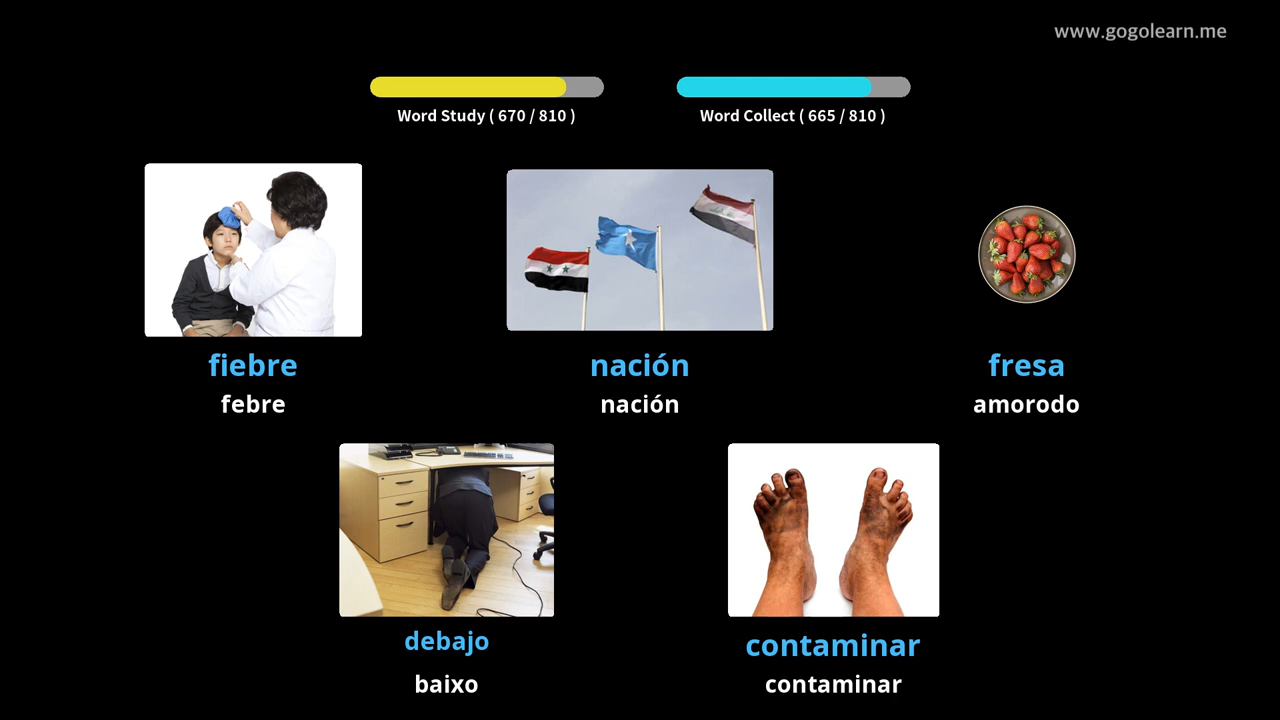 www.gogolearn.me
Word Study ( 670 / 810 )
Word Collect ( 665 / 810 )
fiebre
febre
nación
nación
fresa
amorodo
debajo
baixo
contaminar
contaminar